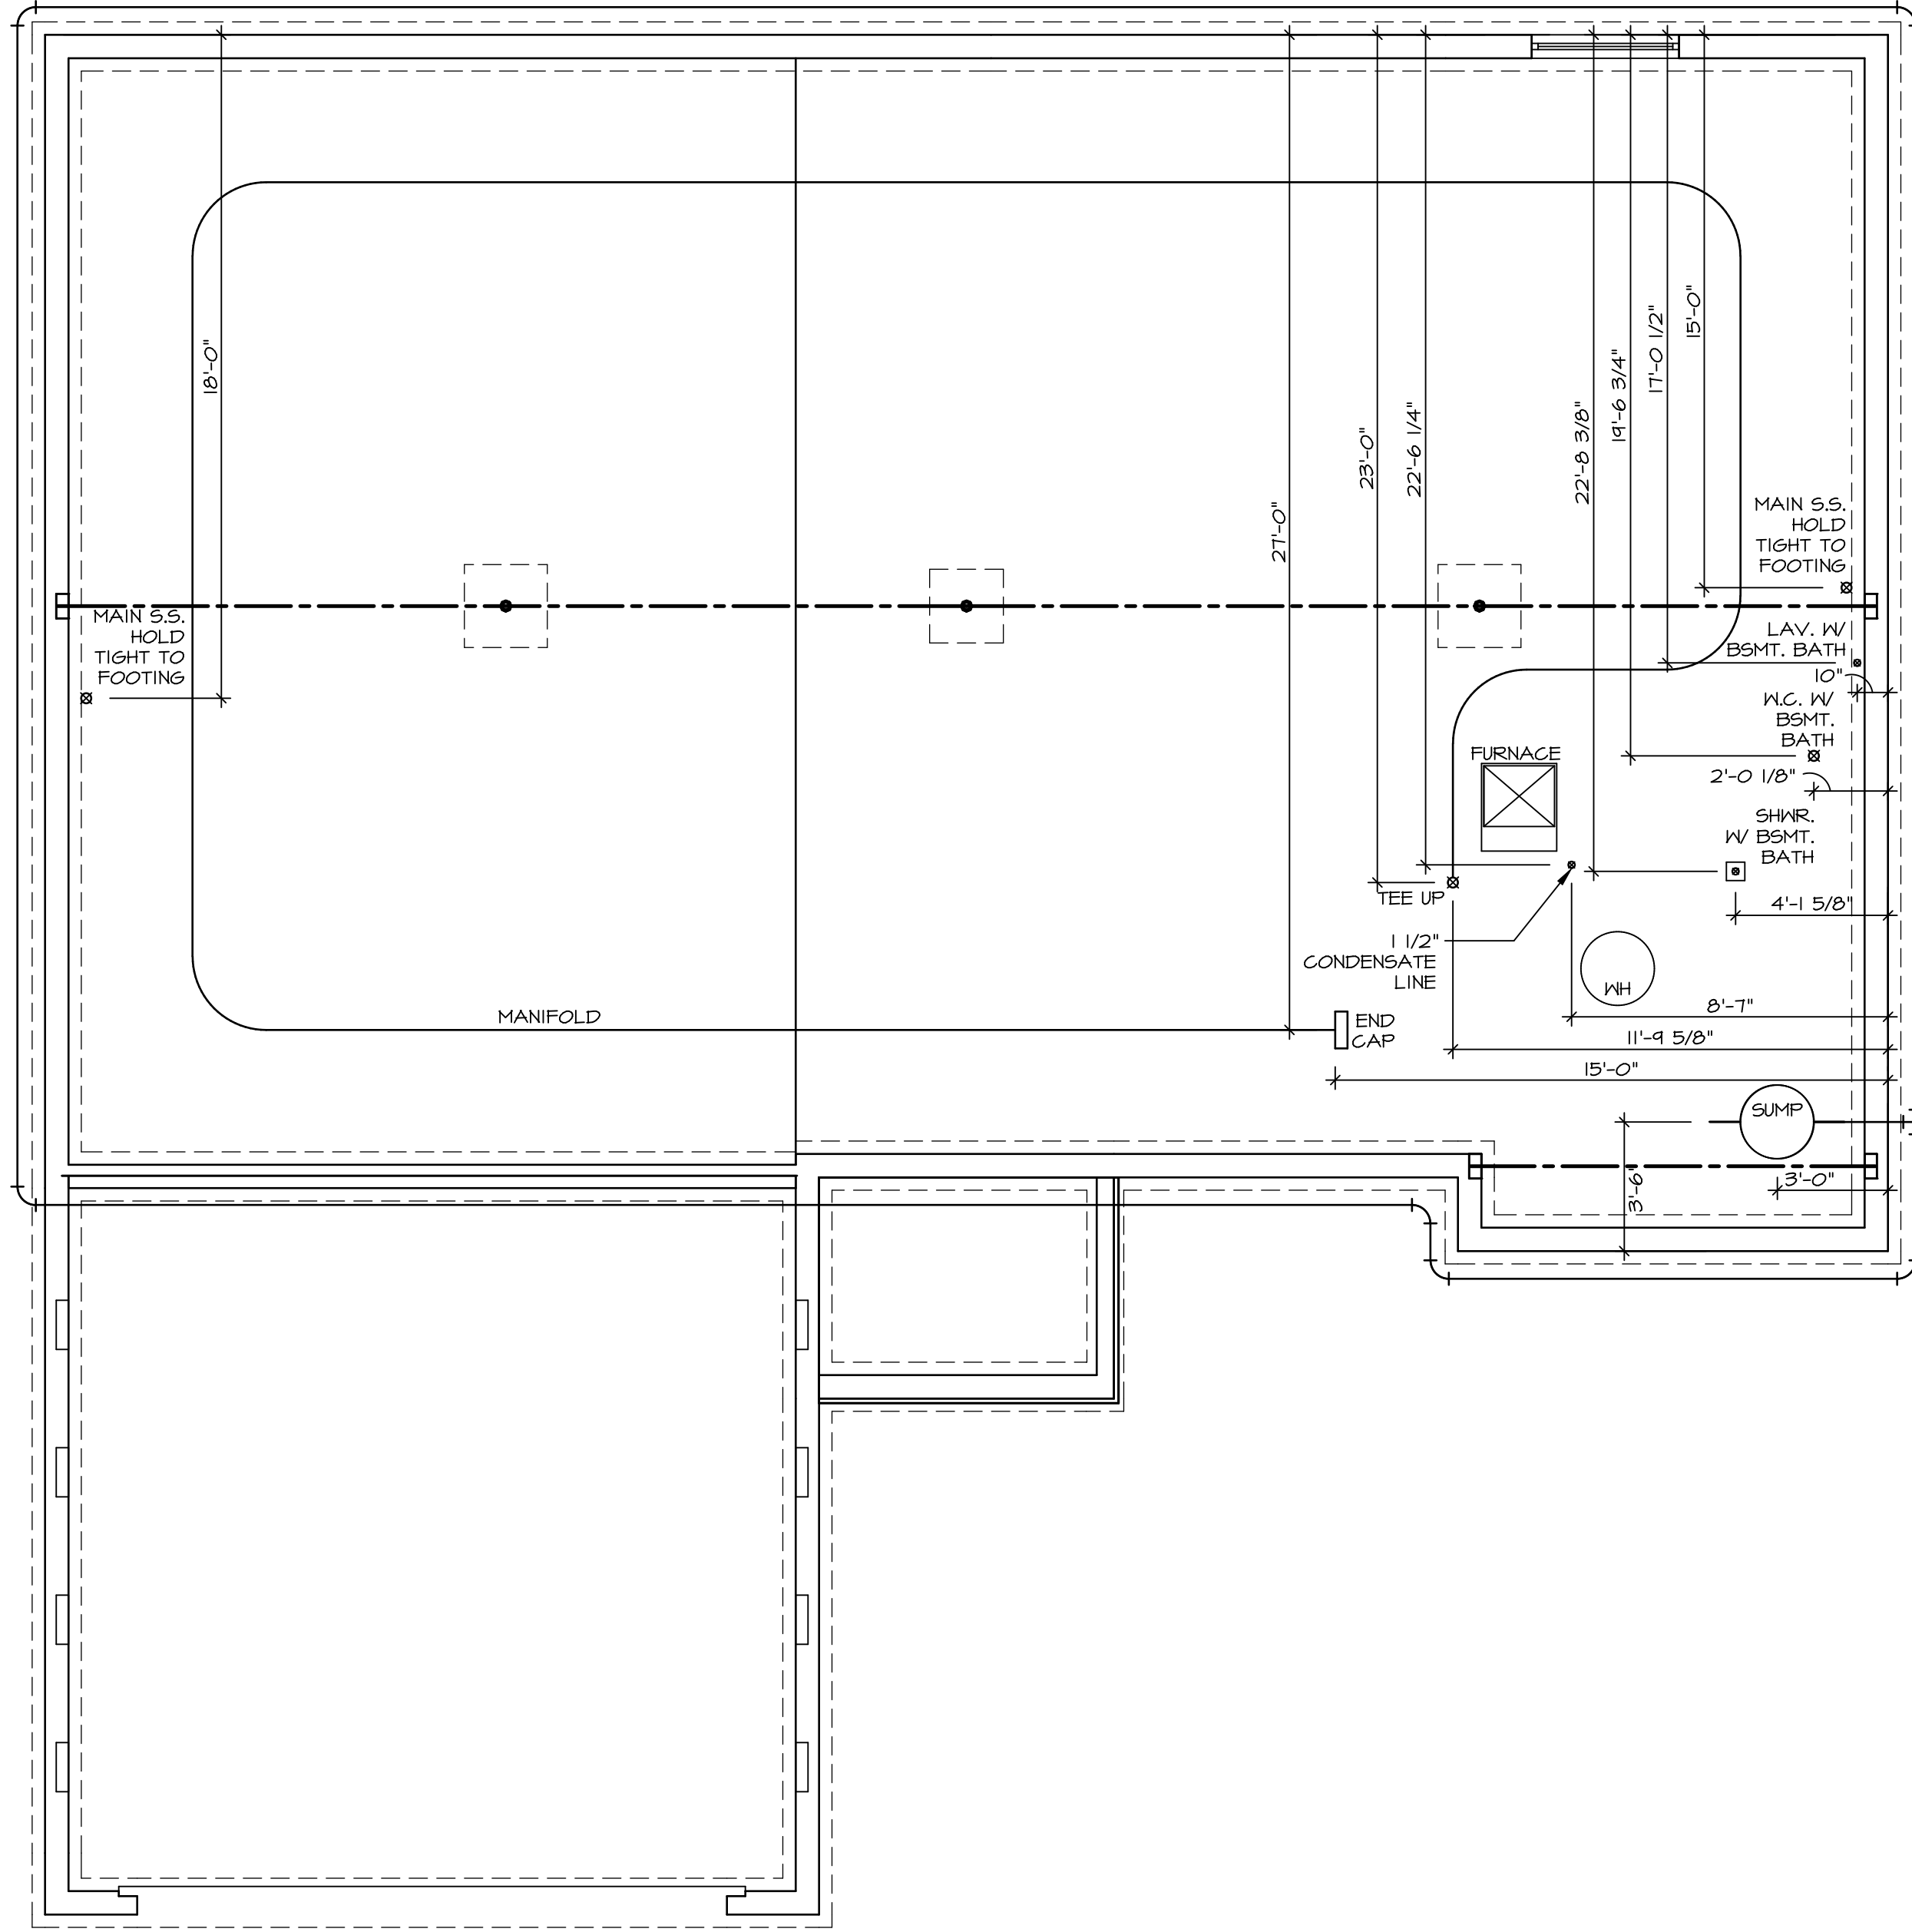 18'-0"
27'-0"
23'-0"
22'-6 1/4"
22'-8 3/8"
19'-6 3/4"
17'-0 1/2"
15'-0"
MAIN S.S.
HOLD
TIGHT TO
FOOTING
MAIN S.S.
HOLD
TIGHT TO
FOOTING
LAV. W/
BSMT. BATH
10"
W.C. W/
BSMT.
BATH
2'-0 1/8"
FURNACE
SHWR.
W/ BSMT.
BATH
TEE UP
4'-1 5/8"
1 1/2"
CONDENSATE
LINE
WH
8'-7"
MANIFOLD
END
CAP
11'-9 5/8"
15'-0"
SUMP
3'-6"
3'-0"